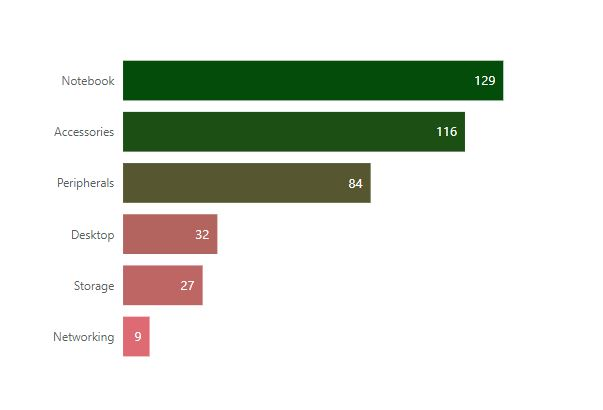 Notebook 129
Accessories 116
Peripherals 84
Desktop 32
Storage 27
Networking 9